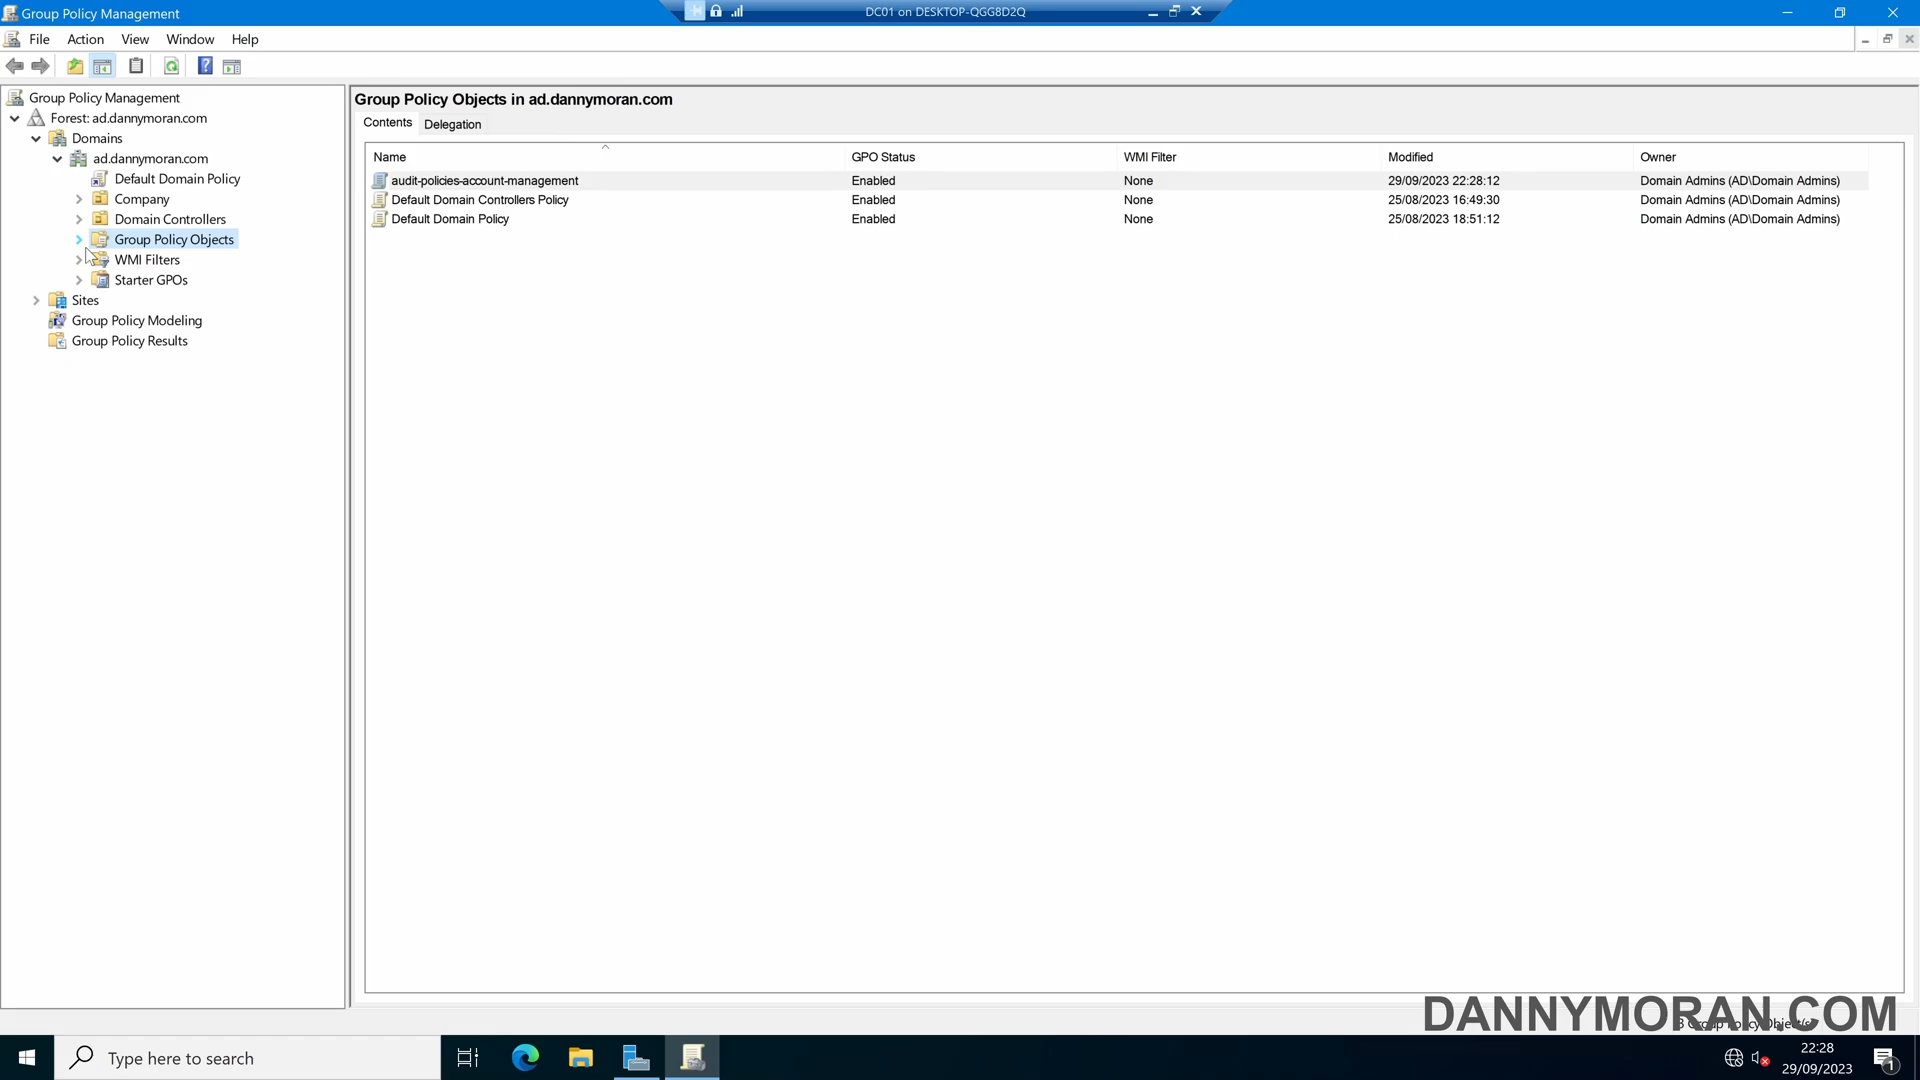 Group Policy Management
DC01 on DESKTOP-QGG8D2Q
File Action View Window Help
Group Policy Management
Forest: ad.dannymoran.com
Domains
ad.dannymoran.com
Default Domain Policy
Company
Domain Controllers
Group Policy Objects
WMI Filters
Starter GPOs
Sites
Group Policy Modeling
Group Policy Results
Group Policy Objects in ad.dannymoran.com
Contents Delegation
Name GPO Status WMI Filter Modified Owner
audit-policies-account-management Enabled None 29/09/2023 22:28:12 Domain Admins (AD\Domain Admins)
Default Domain Controllers Policy Enabled None 25/08/2023 16:49:30 Domain Admins (AD\Domain Admins)
Default Domain Policy Enabled None 25/08/2023 18:51:12 Domain Admins (AD\Domain Admins)
3 Group Policy Object(s)
DANNYMORAN.COM
Type here to search
22:28
29/09/2023
1